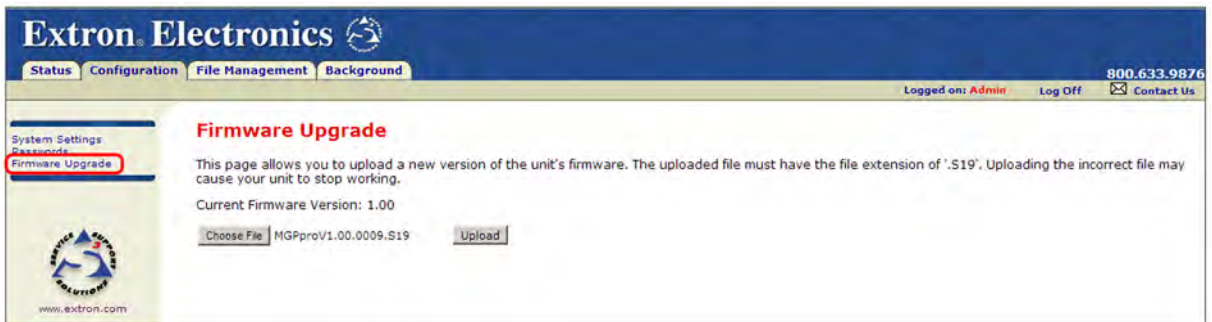 Extron® Electronics
Status Configuration File Management Background
800.633.9876
Logged on: Admin Log Off Contact Us
System Settings
Passwords
Firmware Upgrade
Firmware Upgrade
This page allows you to upload a new version of the unit's firmware. The uploaded file must have the file extension of '.S19'. Uploading the incorrect file may
cause your unit to stop working.
Current Firmware Version: 1.00
Choose File MGPproV1.00.0009.S19 Upload
SERVICE SUPPORT SOLUTIONS
3
www.extron.com